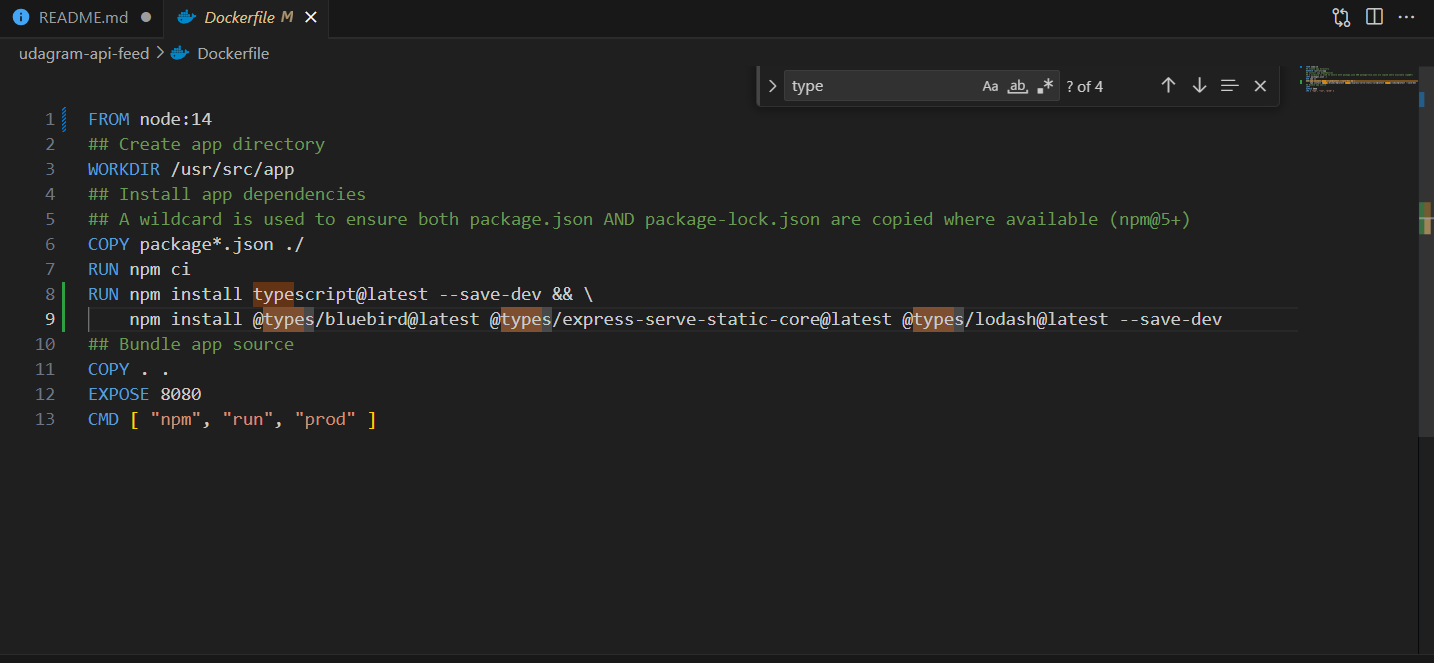 README.md
Dockerfile M
udagram-api-feed > Dockerfile
type Aa ab ? of 4
1 FROM node:14
2 ## Create app directory
3 WORKDIR /usr/src/app
4 ## Install app dependencies
5 ## A wildcard is used to ensure both package.json AND package-lock.json are copied where available (npm@5+)
6 COPY package*.json ./
7 RUN npm ci
8 RUN npm install typescript@latest --save-dev && \
9 npm install @types/bluebird@latest @types/express-serve-static-core@latest @types/lodash@latest --save-dev
10 ## Bundle app source
11 COPY . .
12 EXPOSE 8080
13 CMD [ "npm", "run", "prod" ]